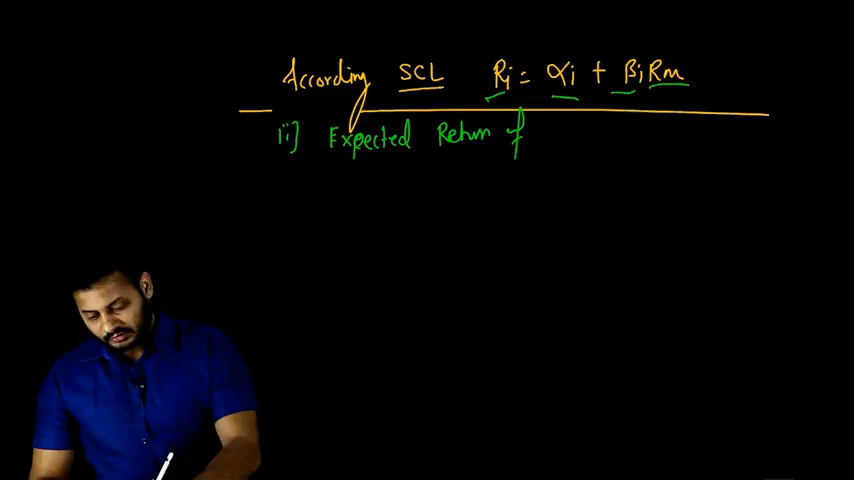 According SCL Ri = αi + βiRm
ii) Expected Return of